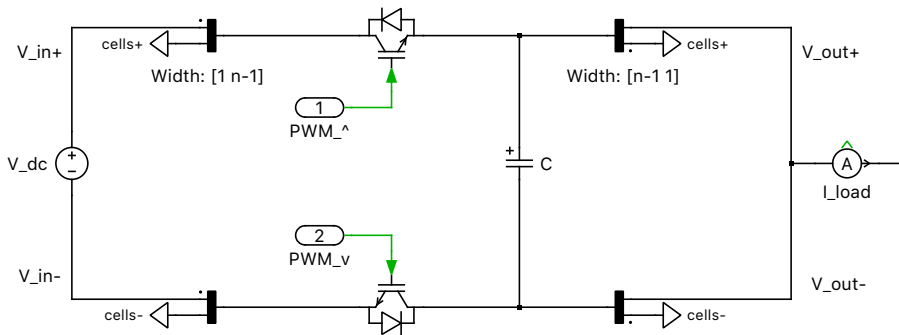 V_in+
cells+
cells+
V_out+
Width: [1 n-1]
Width: [n-1 1]
1
PWM_^
V_dc
+
−
+
C
A
I_load
2
PWM_v
V_in-
V_out-
cells-
cells-